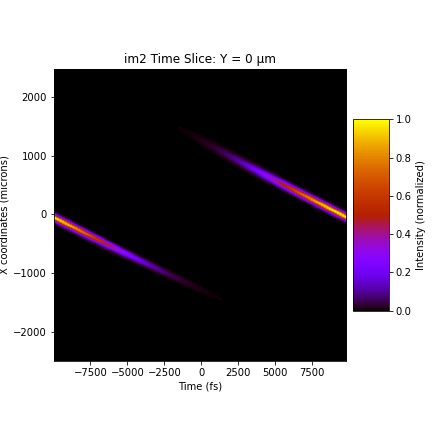 im2 Time Slice: Y = 0 μm
2000
1000
0
−1000
−2000
X coordinates (microns)
−7500 −5000 −2500 0 2500 5000 7500
Time (fs)
1.0
0.8
0.6
0.4
0.2
0.0
Intensity (normalized)